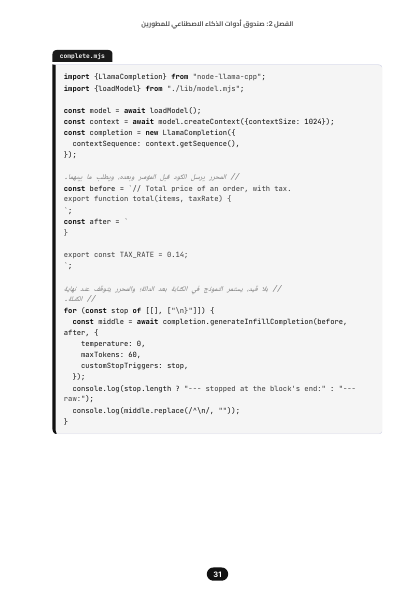 الفصل 2: صندوق أدوات الذكاء الاصطناعي للمطورين
complete.mjs
import {LlamaCompletion} from "node-llama-cpp";
import {loadModel} from "./lib/model.mjs";
const model = await loadModel();
const context = await model.createContext({contextSize: 1024});
const completion = new LlamaCompletion({
  contextSequence: context.getSequence(),
});
// المحرر يرسل الكود قبل المؤشر وبعده، ويطلب ما بينهما.
const before = `// Total price of an order, with tax.
export function total(items, taxRate) {
`;
const after = `
}
export const TAX_RATE = 0.14;
`;
// بلا قيد، يستمر النموذج في الكتابة بعد الدالة؛ والمحرر يتوقف عند نهاية
// الكتلة.
for (const stop of [[], ["\n}"]]) {
  const middle = await completion.generateInfillCompletion(before,
after, {
    temperature: 0,
    maxTokens: 60,
    customStopTriggers: stop,
  });
  console.log(stop.length ? "--- stopped at the block's end:" : "---
raw:");
  console.log(middle.replace(/^\n/, ""));
}
31